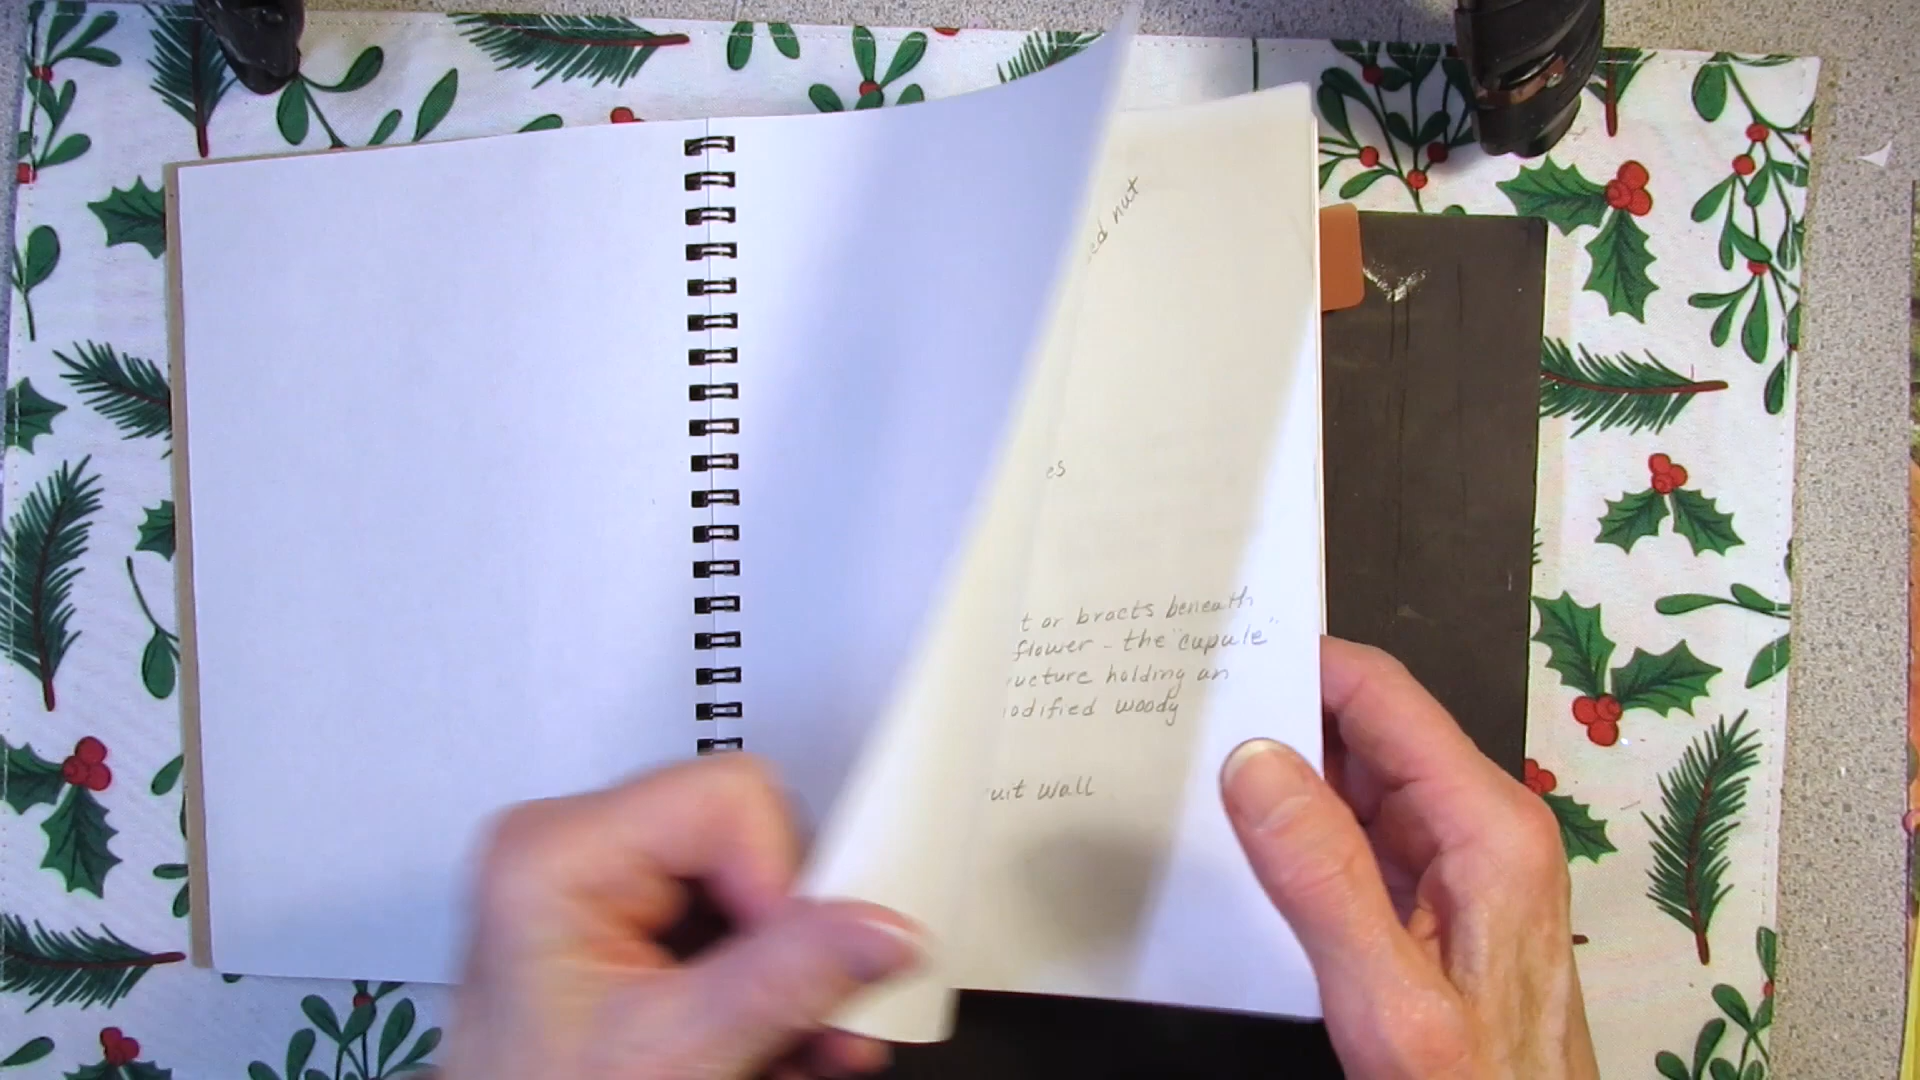 ed nut
es
t or bracts beneath
flower - the "cupule"
ucture holding an
odified woody
uit wall